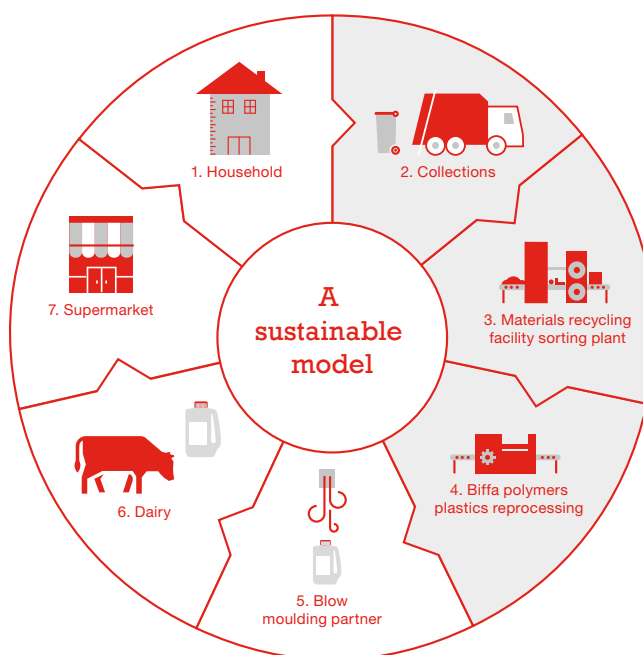 A
sustainable
model
1. Household
2. Collections
3. Materials recycling
facility sorting plant
4. Biffa polymers
plastics reprocessing
5. Blow
moulding partner
6. Dairy
7. Supermarket